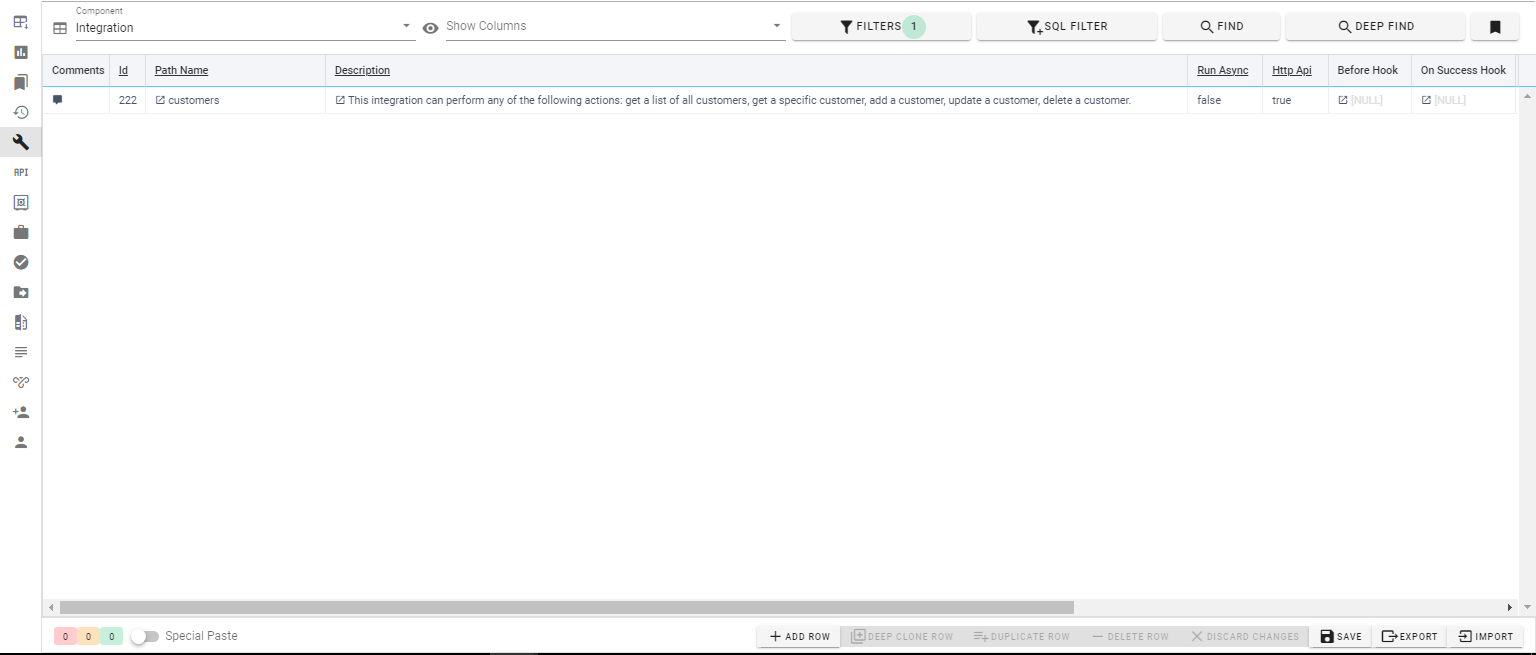 Component
Integration
Show Columns
FILTERS 1
SQL FILTER
FIND
DEEP FIND
API
Comments Id Path Name Description Run Async Http Api Before Hook On Success Hook
222 customers This integration can perform any of the following actions: get a list of all customers, get a specific customer, add a customer, update a customer, delete a customer. false true [NULL] [NULL]
0 0 0 Special Paste ADD ROW DEEP CLONE ROW DUPLICATE ROW DELETE ROW DISCARD CHANGES SAVE EXPORT IMPORT